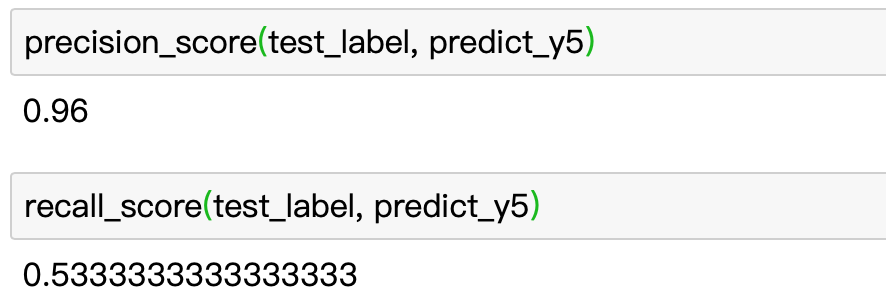 precision_score(test_label, predict_y5)
0.96
recall_score(test_label, predict_y5)
0.5333333333333333